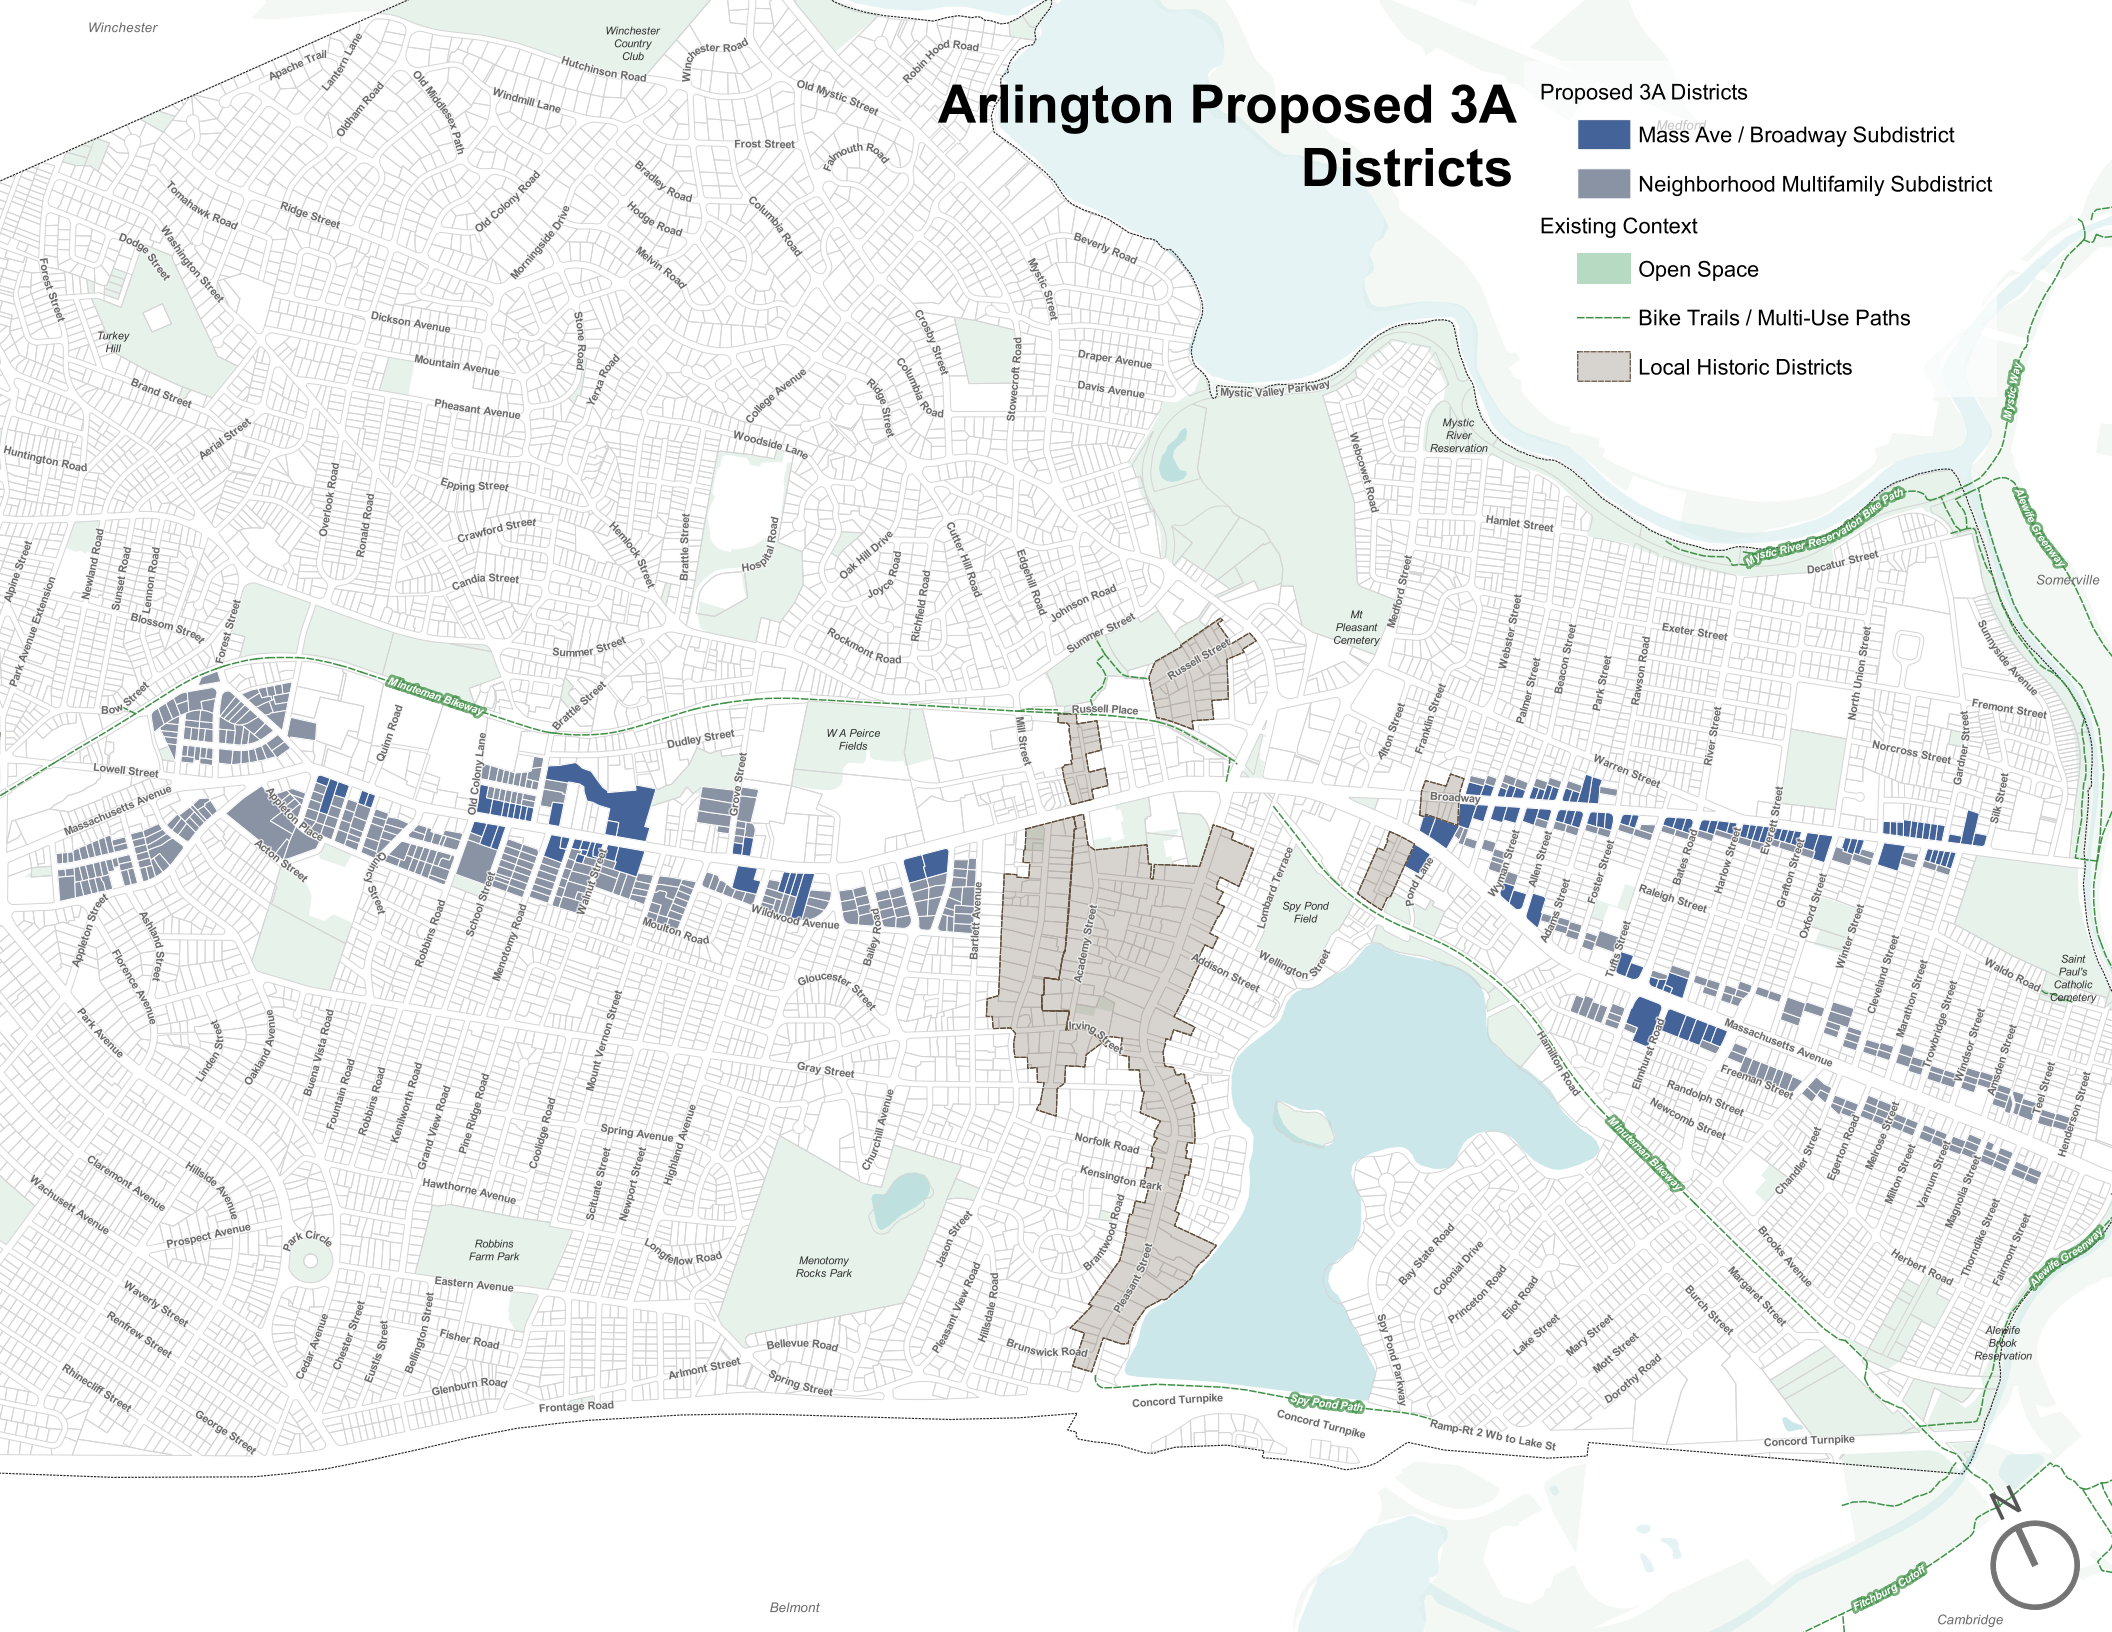 Winchester
Winchester
Country
Club
Arlington Proposed 3A
Districts
Proposed 3A Districts
Medford
Mass Ave / Broadway Subdistrict
Neighborhood Multifamily Subdistrict
Existing Context
Open Space
Bike Trails / Multi-Use Paths
Local Historic Districts
Apache Trail
Lantern Lane
Oldham Road
Old Middlesex Path
Windmill Lane
Hutchinson Road
Winchester Road
Old Mystic Street
Robin Hood Road
Frost Street
Falmouth Road
Bradley Road
Hodge Road
Melvin Road
Columbia Road
Old Colony Road
Morningside Drive
Ridge Street
Tomahawk Road
Washington Street
Dodge Street
Forest Street
Turkey
Hill
Brand Street
Aerial Street
Huntington Road
Dickson Avenue
Mountain Avenue
Pheasant Avenue
Stone Road
Yerxa Road
College Avenue
Woodside Lane
Ridge Street
Columbia Road
Crosby Street
Stowecroft Road
Mystic Street
Beverly Road
Draper Avenue
Davis Avenue
Mystic Valley Parkway
Mystic
River
Reservation
Webcowet Road
Hamlet Street
Mystic River Reservation Bike Path
Decatur Street
Mystic Way
Alewife Greenway
Somerville
Overlook Road
Ronald Road
Epping Street
Crawford Street
Candia Street
Hemlock Street
Brattle Street
Hospital Road
Oak Hill Drive
Joyce Road
Richfield Road
Cutter Hill Road
Edgehill Road
Johnson Road
Summer Street
Rockmont Road
Summer Street
Brattle Street
Alpine Street
Park Avenue Extension
Newland Road
Sunset Road
Lennon Road
Blossom Street
Forest Street
Bow Street
Minuteman Bikeway
Mt
Pleasant
Cemetery
Medford Street
Russell Street
Russell Place
Mill Street
W A Peirce
Fields
Dudley Street
Grove Street
Quinn Road
Old Colony Lane
Lowell Street
Massachusetts Avenue
Appleton Place
Acton Street
Quincy Street
Alton Street
Franklin Street
Webster Street
Palmer Street
Beacon Street
Park Street
Rawson Road
Exeter Street
River Street
Warren Street
North Union Street
Sunnyside Avenue
Fremont Street
Norcross Street
Gardner Street
Silk Street
Broadway
Everett Street
Bates Road
Harlow Street
Grafton Street
Oxford Street
Raleigh Street
Foster Street
Allen Street
Wyman Street
Adams Street
Tufts Street
Pond Lane
Lombard Terrace
Spy Pond
Field
Wellington Street
Addison Street
Academy Street
Irving Street
Bartlett Avenue
Bailey Road
Wildwood Avenue
Moulton Road
Walnut Street
School Street
Menotomy Road
Robbins Road
Appleton Street
Ashland Street
Florence Avenue
Park Avenue
Linden Street
Oakland Avenue
Buena Vista Road
Fountain Road
Robbins Road
Kenilworth Road
Grand View Road
Pine Ridge Road
Coolidge Road
Mount Vernon Street
Gloucester Street
Gray Street
Churchill Avenue
Spring Avenue
Scituate Street
Newport Street
Highland Avenue
Hawthorne Avenue
Norfolk Road
Kensington Park
Brantwood Road
Pleasant Street
Jason Street
Pleasant View Road
Hillsdale Road
Brunswick Road
Menotomy
Rocks Park
Longfellow Road
Robbins
Farm Park
Eastern Avenue
Park Circle
Hillside Avenue
Claremont Avenue
Wachusett Avenue
Prospect Avenue
Waverly Street
Renfrew Street
Rhinecliff Street
George Street
Cedar Avenue
Chester Street
Eustis Street
Bellington Street
Fisher Road
Glenburn Road
Frontage Road
Arlmont Street
Bellevue Road
Spring Street
Winter Street
Cleveland Street
Marathon Street
Trowbridge Street
Windsor Street
Amsden Street
Teel Street
Henderson Street
Waldo Road
Saint
Paul's
Catholic
Cemetery
Massachusetts Avenue
Elmhurst Road
Freeman Street
Randolph Street
Newcomb Street
Hamilton Road
Minuteman Bikeway
Chandler Street
Egerton Road
Melrose Street
Milton Street
Varnum Street
Magnolia Street
Thorndike Street
Fairmont Street
Herbert Road
Brooks Avenue
Margaret Street
Burch Street
Bay State Road
Colonial Drive
Princeton Road
Eliot Road
Lake Street
Mary Street
Mott Street
Dorothy Road
Spy Pond Parkway
Alewife Greenway
Alewife
Brook
Reservation
Concord Turnpike
Spy Pond Path
Concord Turnpike
Ramp-Rt 2 Wb to Lake St
Concord Turnpike
N
Fitchburg Cutoff
Belmont
Cambridge